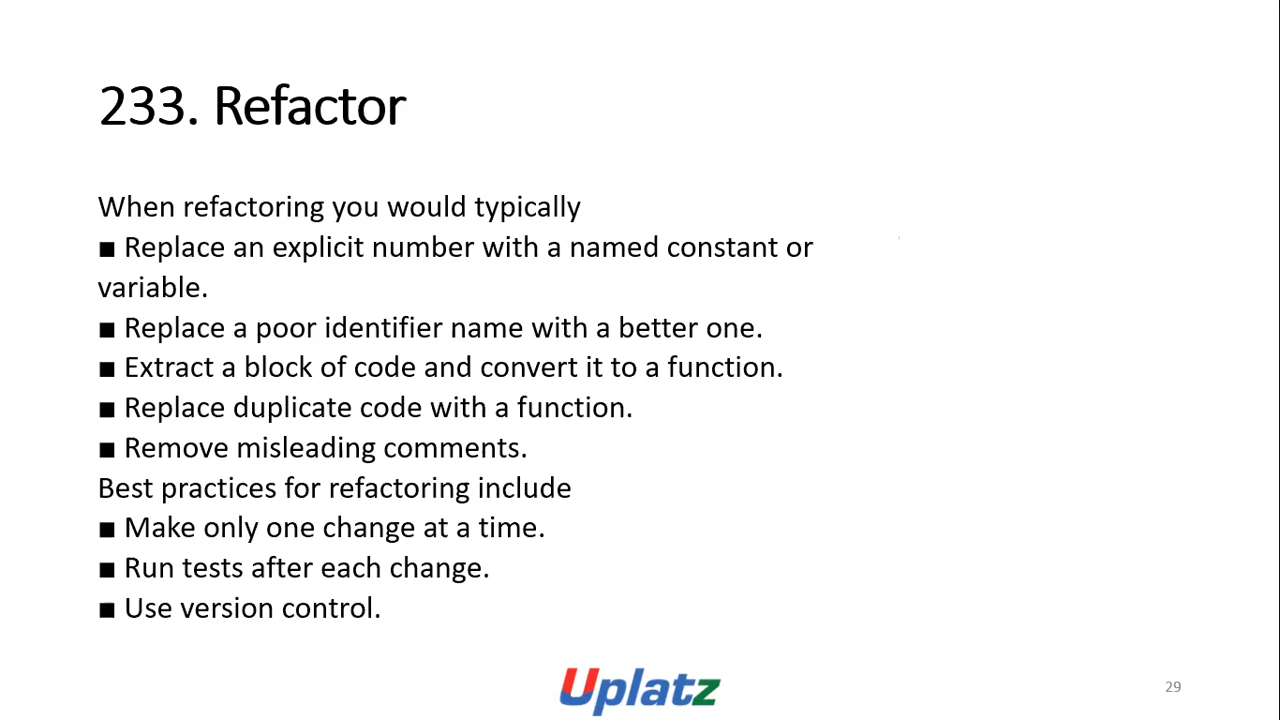 233. Refactor
When refactoring you would typically
■ Replace an explicit number with a named constant or
variable.
■ Replace a poor identifier name with a better one.
■ Extract a block of code and convert it to a function.
■ Replace duplicate code with a function.
■ Remove misleading comments.
Best practices for refactoring include
■ Make only one change at a time.
■ Run tests after each change.
■ Use version control.
Uplatz
29